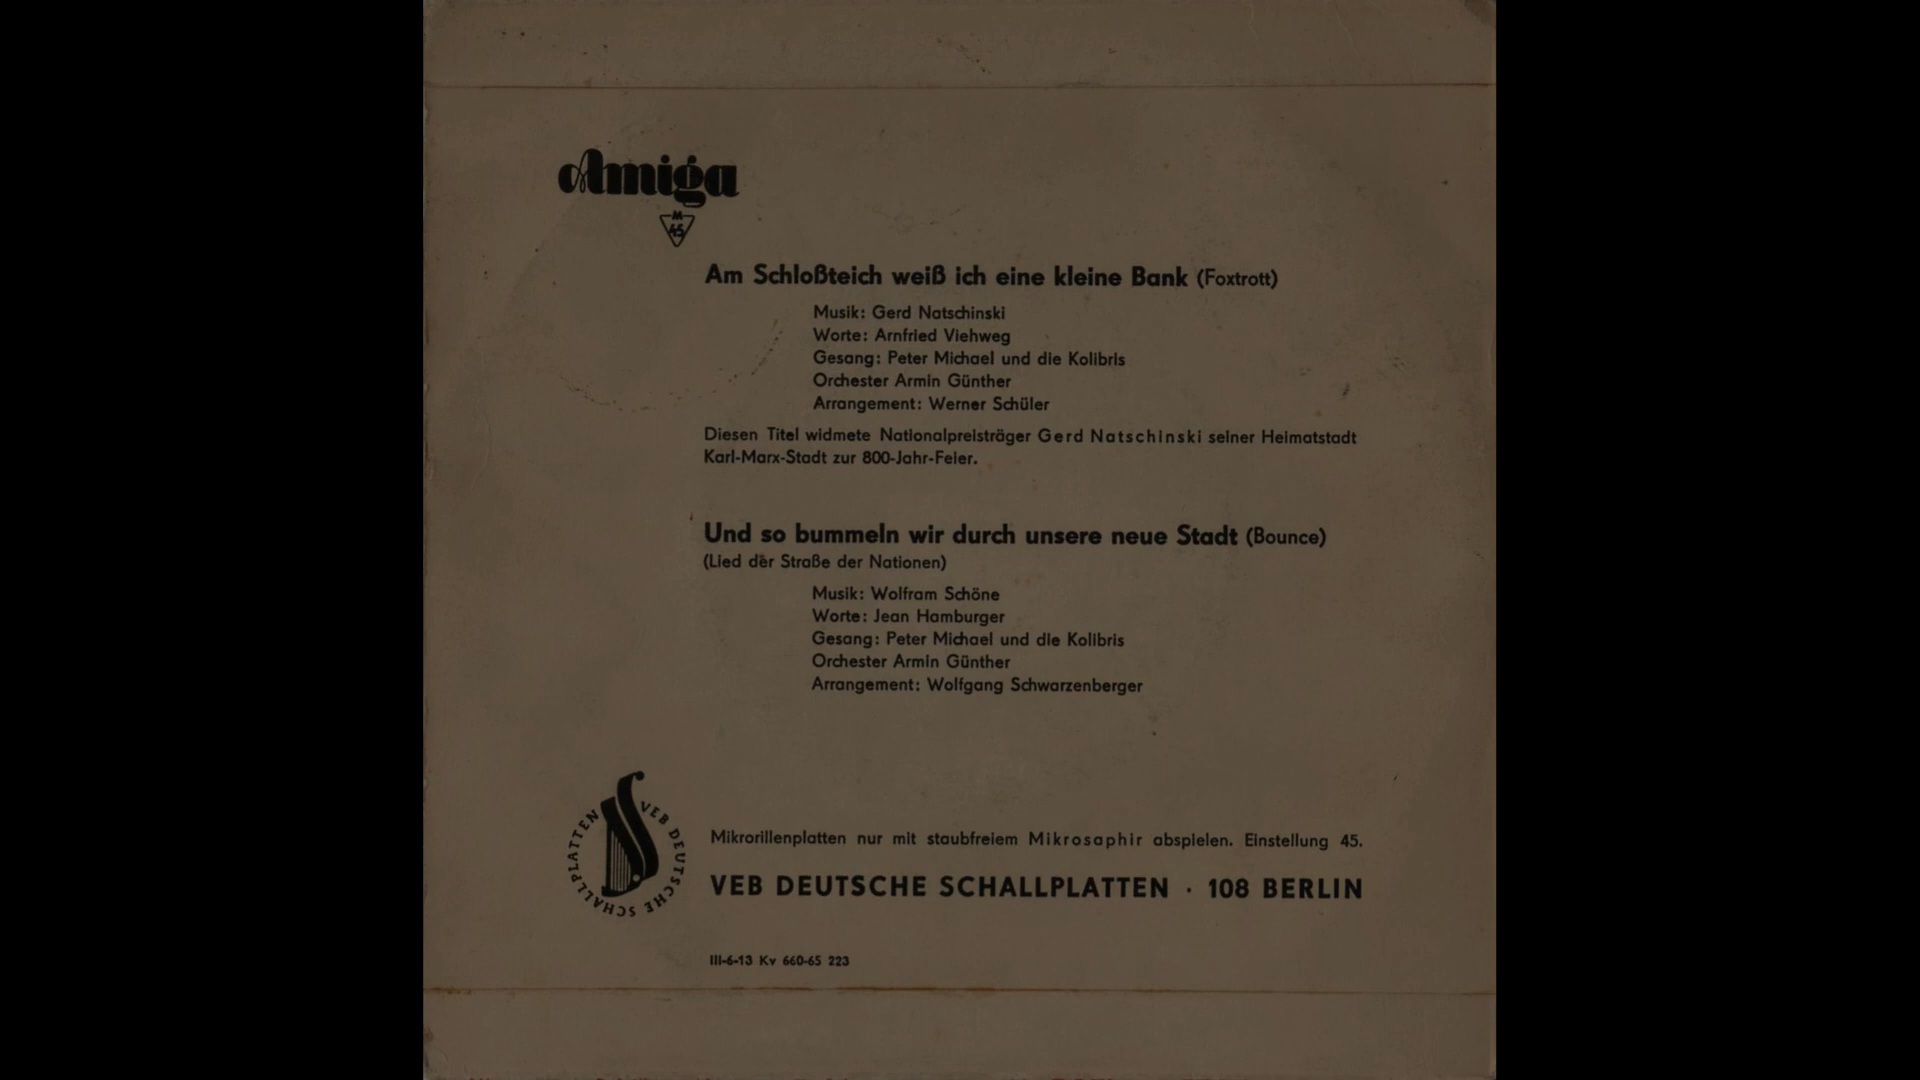 Amiga
M
45
Am Schloßteich weiß ich eine kleine Bank (Foxtrott)
Musik: Gerd Natschinski
Worte: Arnfried Viehweg
Gesang: Peter Michael und die Kolibris
Orchester Armin Günther
Arrangement: Werner Schüler
Diesen Titel widmete Nationalpreisträger Gerd Natschinski seiner Heimatstadt
Karl-Marx-Stadt zur 800-Jahr-Feier.
Und so bummeln wir durch unsere neue Stadt (Bounce)
(Lied der Straße der Nationen)
Musik: Wolfram Schöne
Worte: Jean Hamburger
Gesang: Peter Michael und die Kolibris
Orchester Armin Günther
Arrangement: Wolfgang Schwarzenberger
VEB DEUTSCHE SCHALLPLATTEN
Mikrorillenplatten nur mit staubfreiem Mikrosaphir abspielen. Einstellung 45.
VEB DEUTSCHE SCHALLPLATTEN · 108 BERLIN
III-6-13 Kv 660-65 223